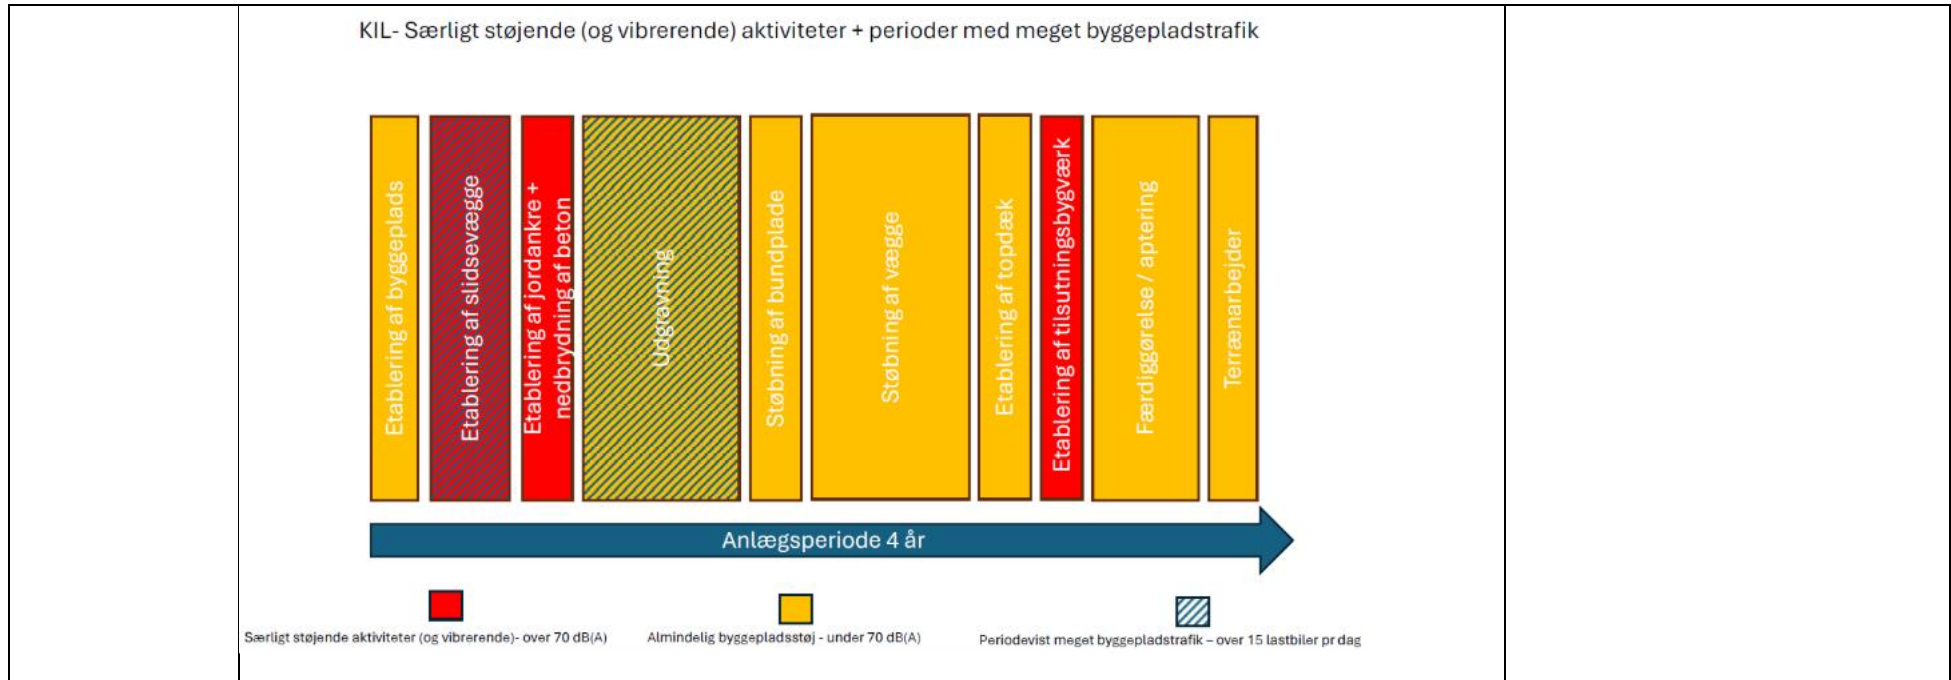 KIL- Særligt støjende (og vibrerende) aktiviteter + perioder med meget byggepladstrafik
Etablering af byggeplads
Etablering af slidsevægge
Etablering af jordankre +
nedbrydning af beton
Udgravning
Støbning af bundplade
Støbning af vægge
Etablering af topdæk
Etablering af tilsutningsbygværk
Færdiggørelse / aptering
Terrænarbejder
Anlægsperiode 4 år
Særligt støjende aktiviteter (og vibrerende)- over 70 dB(A)
Almindelig byggepladsstøj - under 70 dB(A)
Periodevist meget byggepladstrafik – over 15 lastbiler pr dag